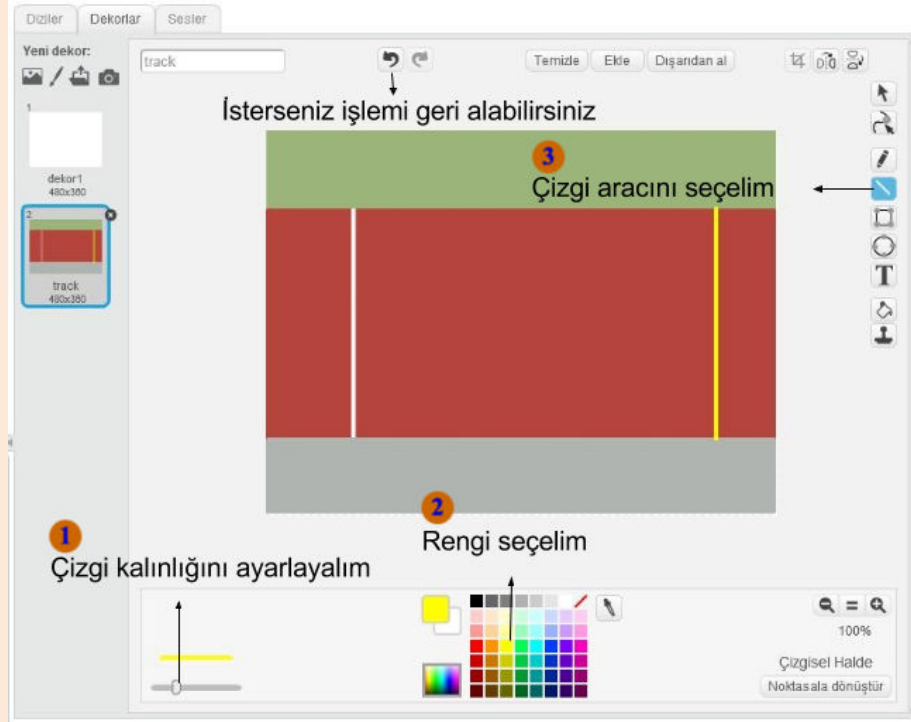 Diziler Dekorlar Sesler
Yeni dekor:
track
Temizle Ekle Dışarıdan al
İsterseniz işlemi geri alabilirsiniz
1
dekor1
480x360
2
track
480x360
3
Çizgi aracını seçelim
T
2
Rengi seçelim
1
Çizgi kalınlığını ayarlayalım
100%
Çizgisel Halde
Noktasala dönüştür